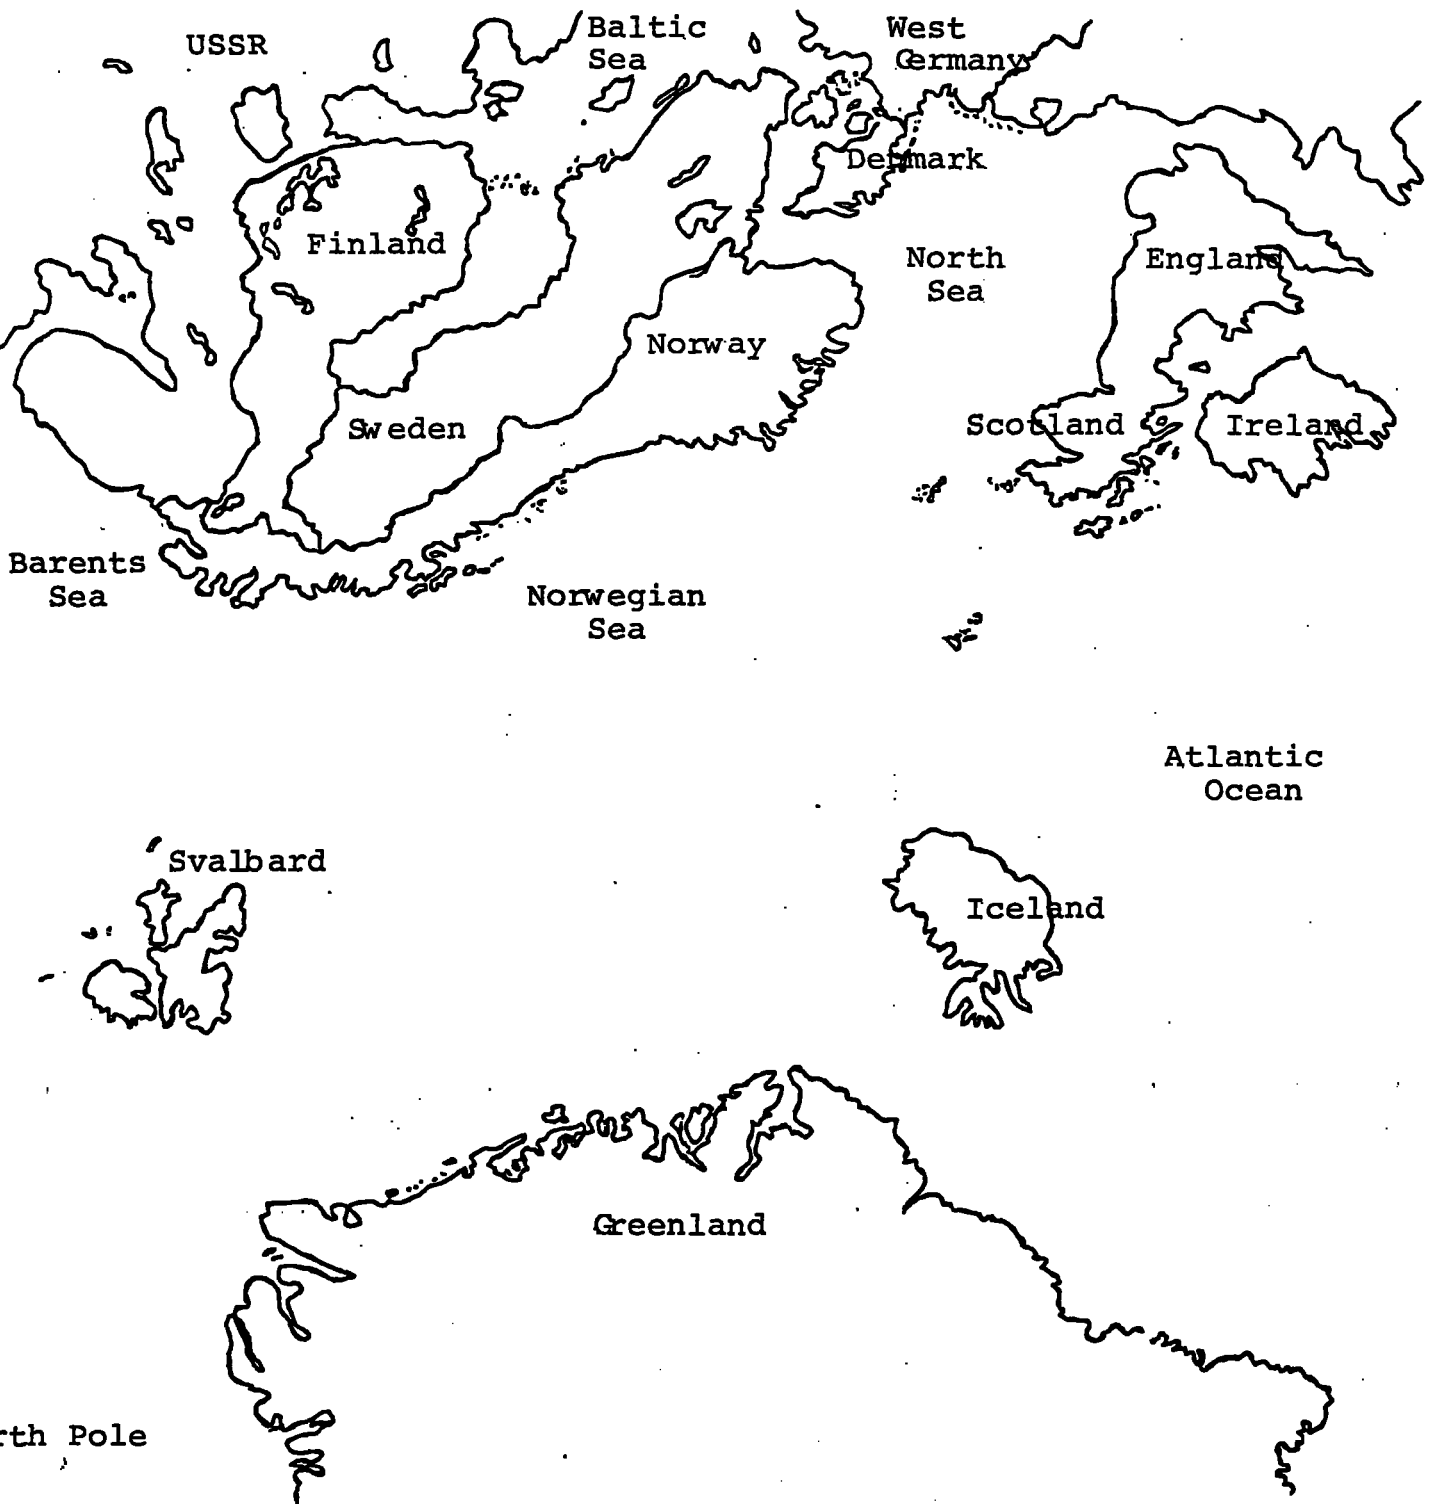 USSR
Baltic
Sea
West
Germany
Denmark
Finland
North
Sea
England
Norway
Sweden
Scotland
Ireland
Barents
Sea
Norwegian
Sea
Atlantic
Ocean
Svalbard
Iceland
Greenland
rth Pole